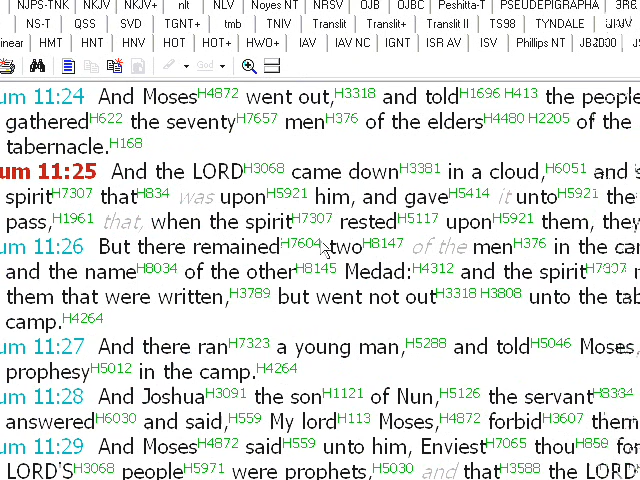 NJPS-TNK NKJV NKJV+ nlt NLV Noyes NT NRSV OJB OJBC Peshitta-T PSEUDEPIGRAPHA
NS-T QSS SVD TGNT+ tmb TNIV Translit Translit+ Translit II TS98 TYNDALE
inear HMT HNT HOT HOT+ HWO+ IAV IAV NC IGNT ISR AV ISV Phillips NT JB2000
um 11:24 And MosesH4872 went out,H3318 and toldH1696 H413 the people
gatheredH622 the seventyH7657 menH376 of the eldersH4480 H2205 of the
tabernacle.H168
um 11:25 And the LORDH3068 came downH3381 in a cloud,H6051 and
spiritH7307 thatH834 was uponH5921 him, and gaveH5414 it untoH5921 the
pass,H1961 that, when the spiritH7307 restedH5117 uponH5921 them, they
um 11:26 But there remainedH7604 twoH8147 of the menH376 in the
and the nameH8034 of the otherH8145 Medad:H4312 and the spiritH7307
them that were written,H3789 but went not outH3318 H3808 unto the
camp.H4264
um 11:27 And there ranH7323 a young man,H5288 and toldH5046 Moses,
prophesyH5012 in the camp.H4264
um 11:28 And JoshuaH3091 the sonH1121 of Nun,H5126 the servantH8334
answeredH6030 and said,H559 My lordH113 Moses,H4872 forbidH3607 them
um 11:29 And MosesH4872 saidH559 unto him, EnviestH7065 thouH859 for
LORD'SH3068 peopleH5971 were prophets,H5030 and thatH3588 the LORD